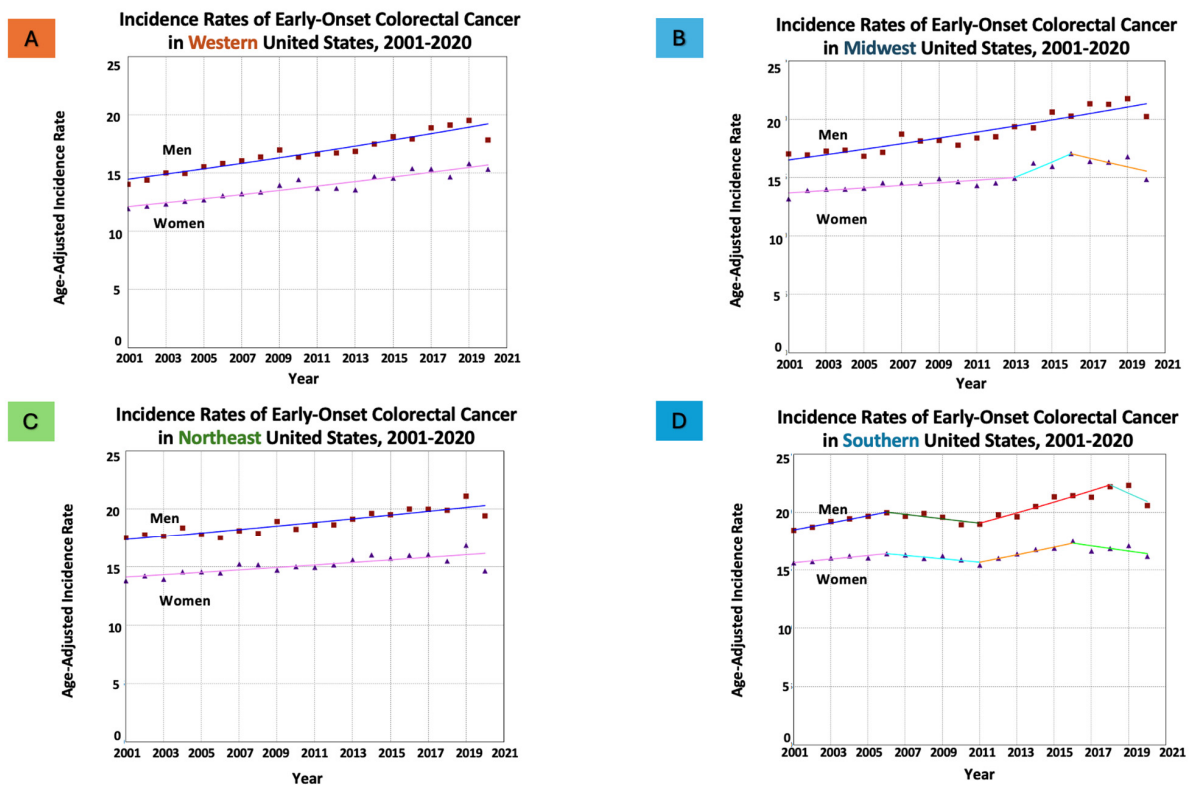 A
Incidence Rates of Early-Onset Colorectal Cancer
in Western United States, 2001-2020
Age-Adjusted Incidence Rate
25
20
15
10
5
0
Men
Women
2001 2003 2005 2007 2009 2011 2013 2015 2017 2019 2021
Year
B
Incidence Rates of Early-Onset Colorectal Cancer
in Midwest United States, 2001-2020
Age-Adjusted Incidence Rate
25
20
15
10
5
0
Men
Women
2001 2003 2005 2007 2009 2011 2013 2015 2017 2019 2021
Year
C
Incidence Rates of Early-Onset Colorectal Cancer
in Northeast United States, 2001-2020
Age-Adjusted Incidence Rate
25
20
15
10
5
0
Men
Women
2001 2003 2005 2007 2009 2011 2013 2015 2017 2019 2021
Year
D
Incidence Rates of Early-Onset Colorectal Cancer
in Southern United States, 2001-2020
Age-Adjusted Incidence Rate
25
20
15
10
5
0
Men
Women
2001 2003 2005 2007 2009 2011 2013 2015 2017 2019 2021
Year